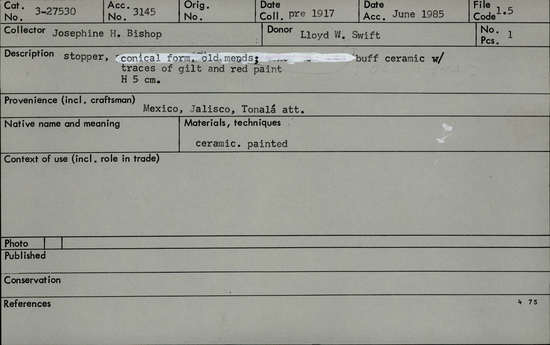 Cat. No. 3-27530 Acc. No. 3145 Orig. No. Date Coll. pre 1917 Date Acc. June 1985 File Code 1.5
Collector Josephine H. Bishop Donor Lloyd W. Swift No. Pcs. 1
Description stopper, conical form, old mends; buff ceramic w/
traces of gilt and red paint
H 5 cm.
Provenience (incl. craftsman)
Mexico, Jalisco, Tonalá att.
Native name and meaning Materials, techniques
ceramic. painted
Context of use (incl. role in trade)
Photo
Published
Conservation
References 4 75